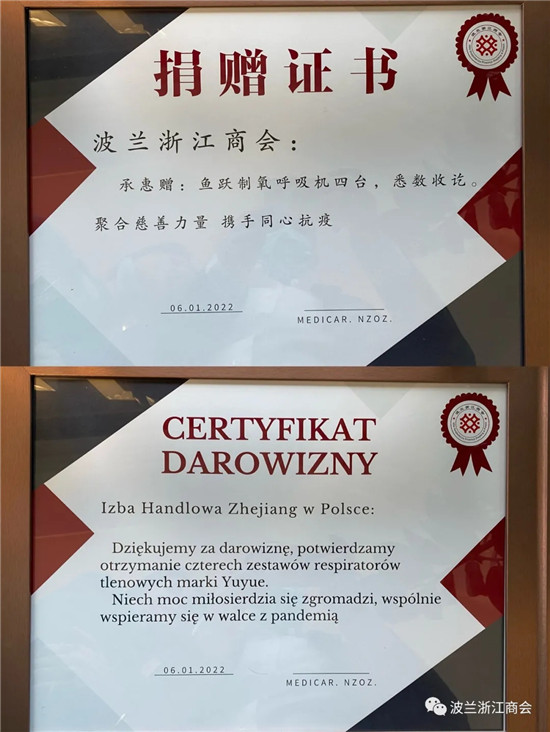 捐赠证书
波兰浙江商会：
承惠赠：鱼跃制氧呼吸机四台，悉数收讫。
聚合慈善力量 携手同心抗疫
06.01.2022
MEDICAR. NZOZ.
CERTYFIKAT
DAROWIZNY
Izba Handlowa Zhejiang w Polsce:
Dziękujemy za darowiznę, potwierdzamy
otrzymanie czterech zestawów respiratorów
tlenowych marki Yuyue.
Niech moc miłosierdzia się zgromadzi, wspólnie
wspieramy się w walce z pandemią
06.01.2022
MEDICAR. NZOZ.
波兰浙江商会